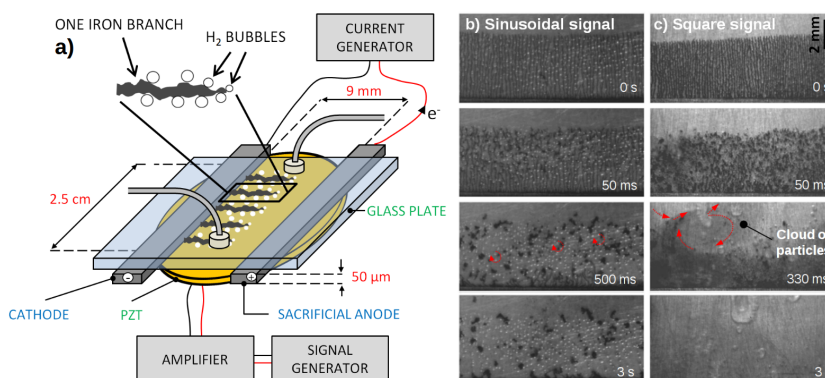 ONE IRON BRANCH
a)
H2 BUBBLES
CURRENT
GENERATOR
9 mm
e-
2.5 cm
GLASS PLATE
50 µm
CATHODE
-
+
PZT
SACRIFICIAL ANODE
AMPLIFIER
SIGNAL
GENERATOR
b) Sinusoidal signal
0 s
50 ms
500 ms
3 s
c) Square signal
2 mm
0 s
50 ms
Cloud o
particles
330 ms
3